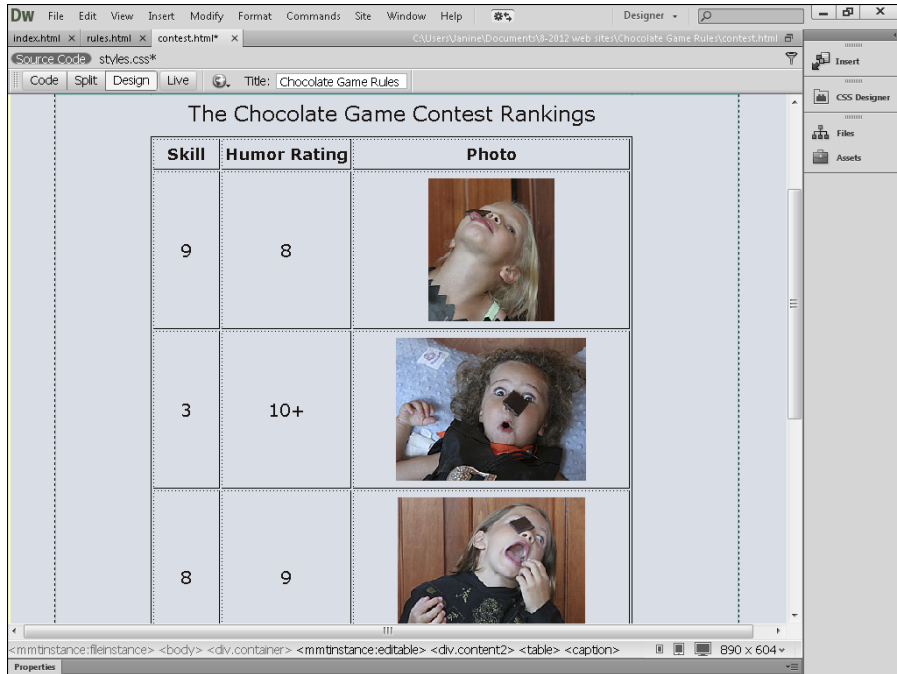 DW File Edit View Insert Modify Format Commands Site Window Help Designer
index.html × rules.html × contest.html* × C:\Users\Janine\Documents\8-2012 web sites\Chocolate Game Rules\contest.html
Source Code styles.css*
Code Split Design Live Title: Chocolate Game Rules
Insert
CSS Designer
Files
Assets
The Chocolate Game Contest Rankings
Skill Humor Rating Photo
9 8
3 10+
8 9
<mmtinstance:fileinstance> <body> <div.container> <mmtinstance:editable> <div.content2> <table> <caption> 890 × 604
Properties